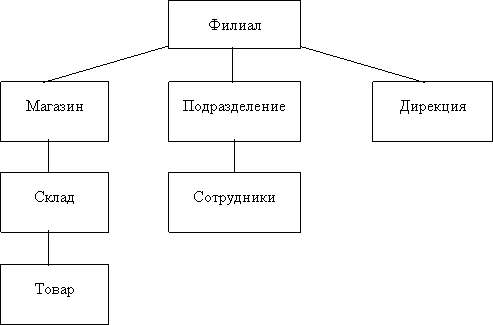 Филиал
Магазин
Подразделение
Дирекция
Склад
Сотрудники
Товар